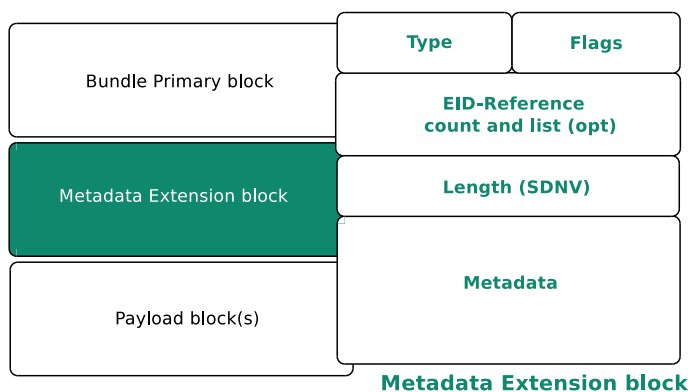 Bundle Primary block
Metadata Extension block
Payload block(s)
Type
Flags
EID-Reference
count and list (opt)
Length (SDNV)
Metadata
Metadata Extension block